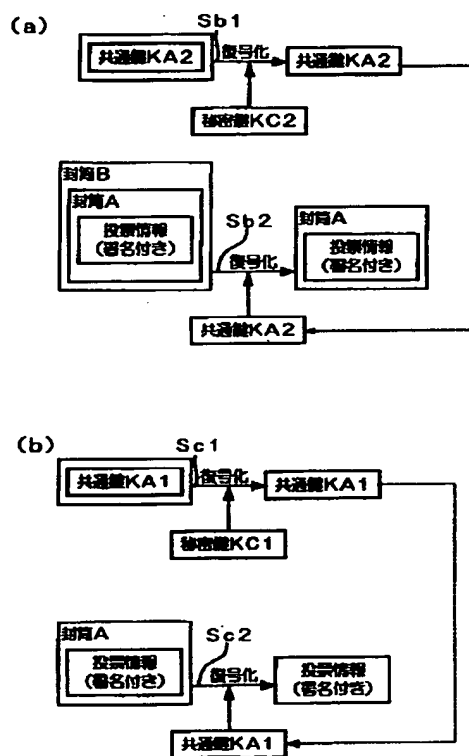 (a)
Sb1
共通鍵KA2
復号化
共通鍵KA2
秘密鍵KC2
封筒B
封筒A
投票情報
(署名付き)
Sb2
復号化
封筒A
投票情報
(署名付き)
共通鍵KA2
(b)
Sc1
共通鍵KA1
復号化
共通鍵KA1
秘密鍵KC1
封筒A
投票情報
(署名付き)
Sc2
復号化
投票情報
(署名付き)
共通鍵KA1